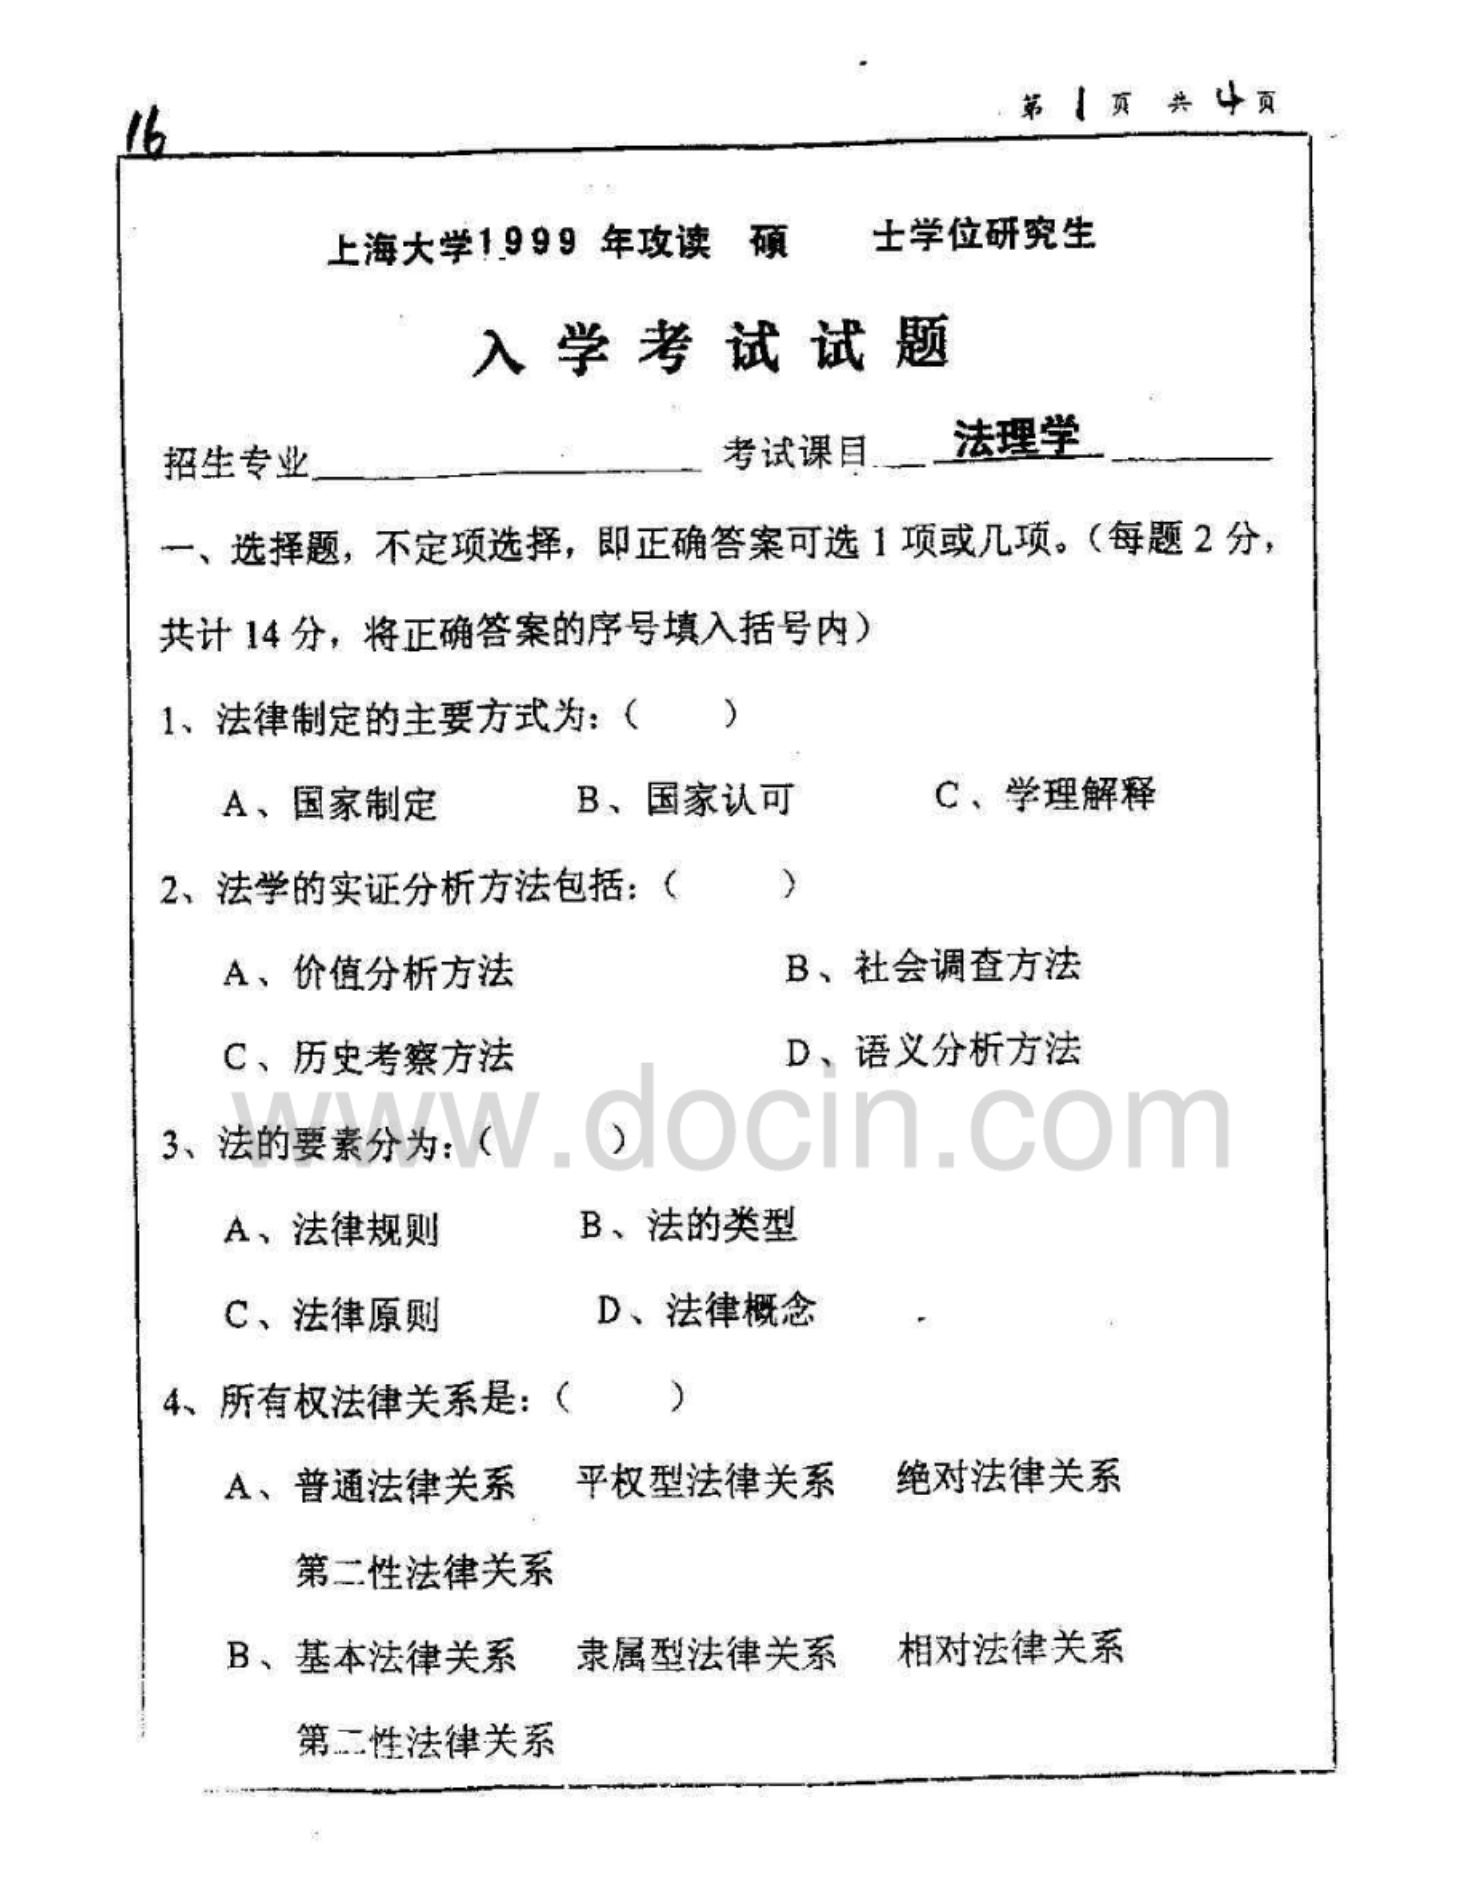 第 1 页 共 4 页
16
上海大学1999 年攻读 硕 士学位研究生
入学考试试题
招生专业 考试课目 法理学
一、选择题，不定项选择，即正确答案可选 1 项或几项。（每题 2 分，
共计 14 分，将正确答案的序号填入括号内）
1、法律制定的主要方式为：（ ）
A、国家制定 B、国家认可 C、学理解释
2、法学的实证分析方法包括：（ ）
A、价值分析方法 B、社会调查方法
C、历史考察方法 D、语义分析方法
www.docin.com
3、法的要素分为：（ ）
A、法律规则 B、法的类型
C、法律原则 D、法律概念
4、所有权法律关系是：（ ）
A、普通法律关系 平权型法律关系 绝对法律关系
第二性法律关系
B、基本法律关系 隶属型法律关系 相对法律关系
第二性法律关系